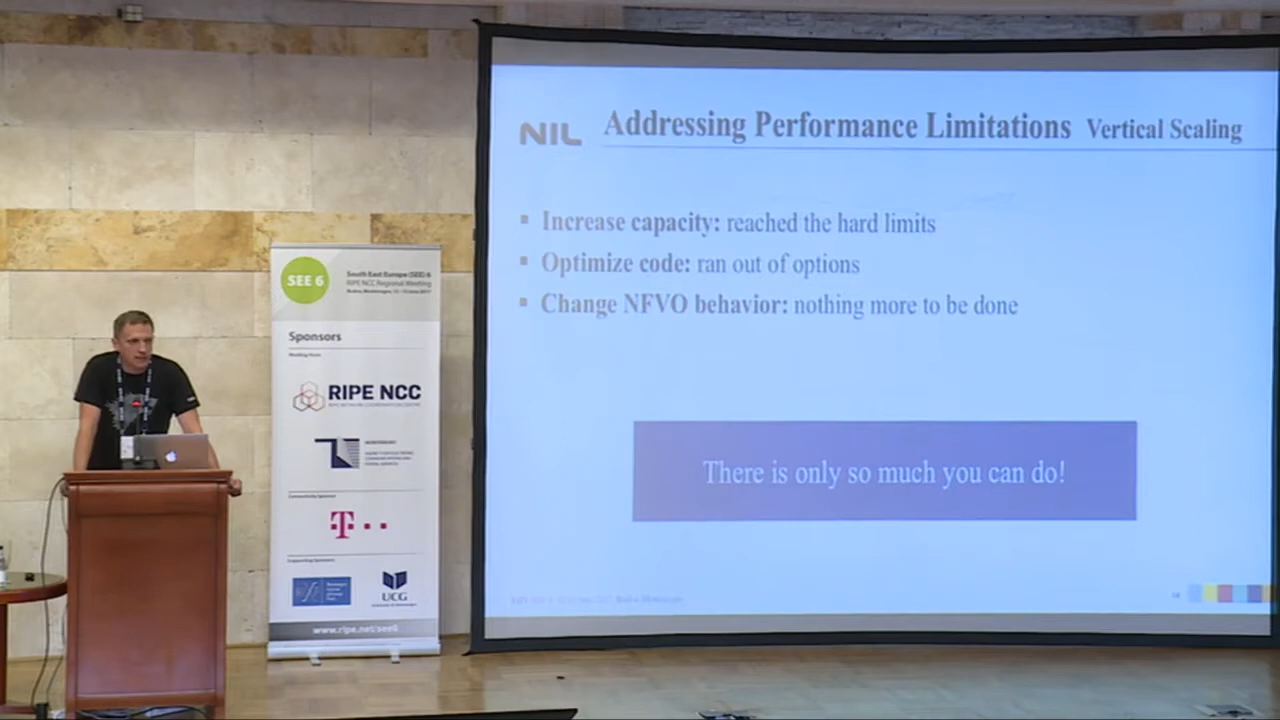 NIL
Addressing Performance Limitations Vertical Scaling
Increase capacity: reached the hard limits
Optimize code: ran out of options
Change NFVO behavior: nothing more to be done
There is only so much you can do!
SEE 6
South East Europe (SEE) 6
RIPE NCC Regional Meeting
Sponsors
RIPE NCC
T
UCG
www.ripe.net/see6